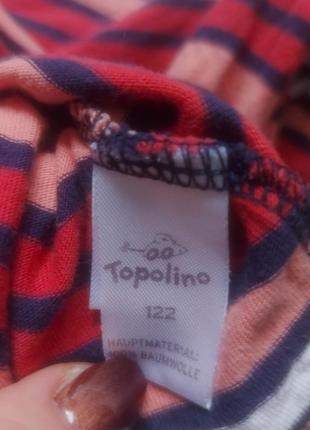 Topolino
122
HAUPTMATERIAL:
100% BAUMWOLLE